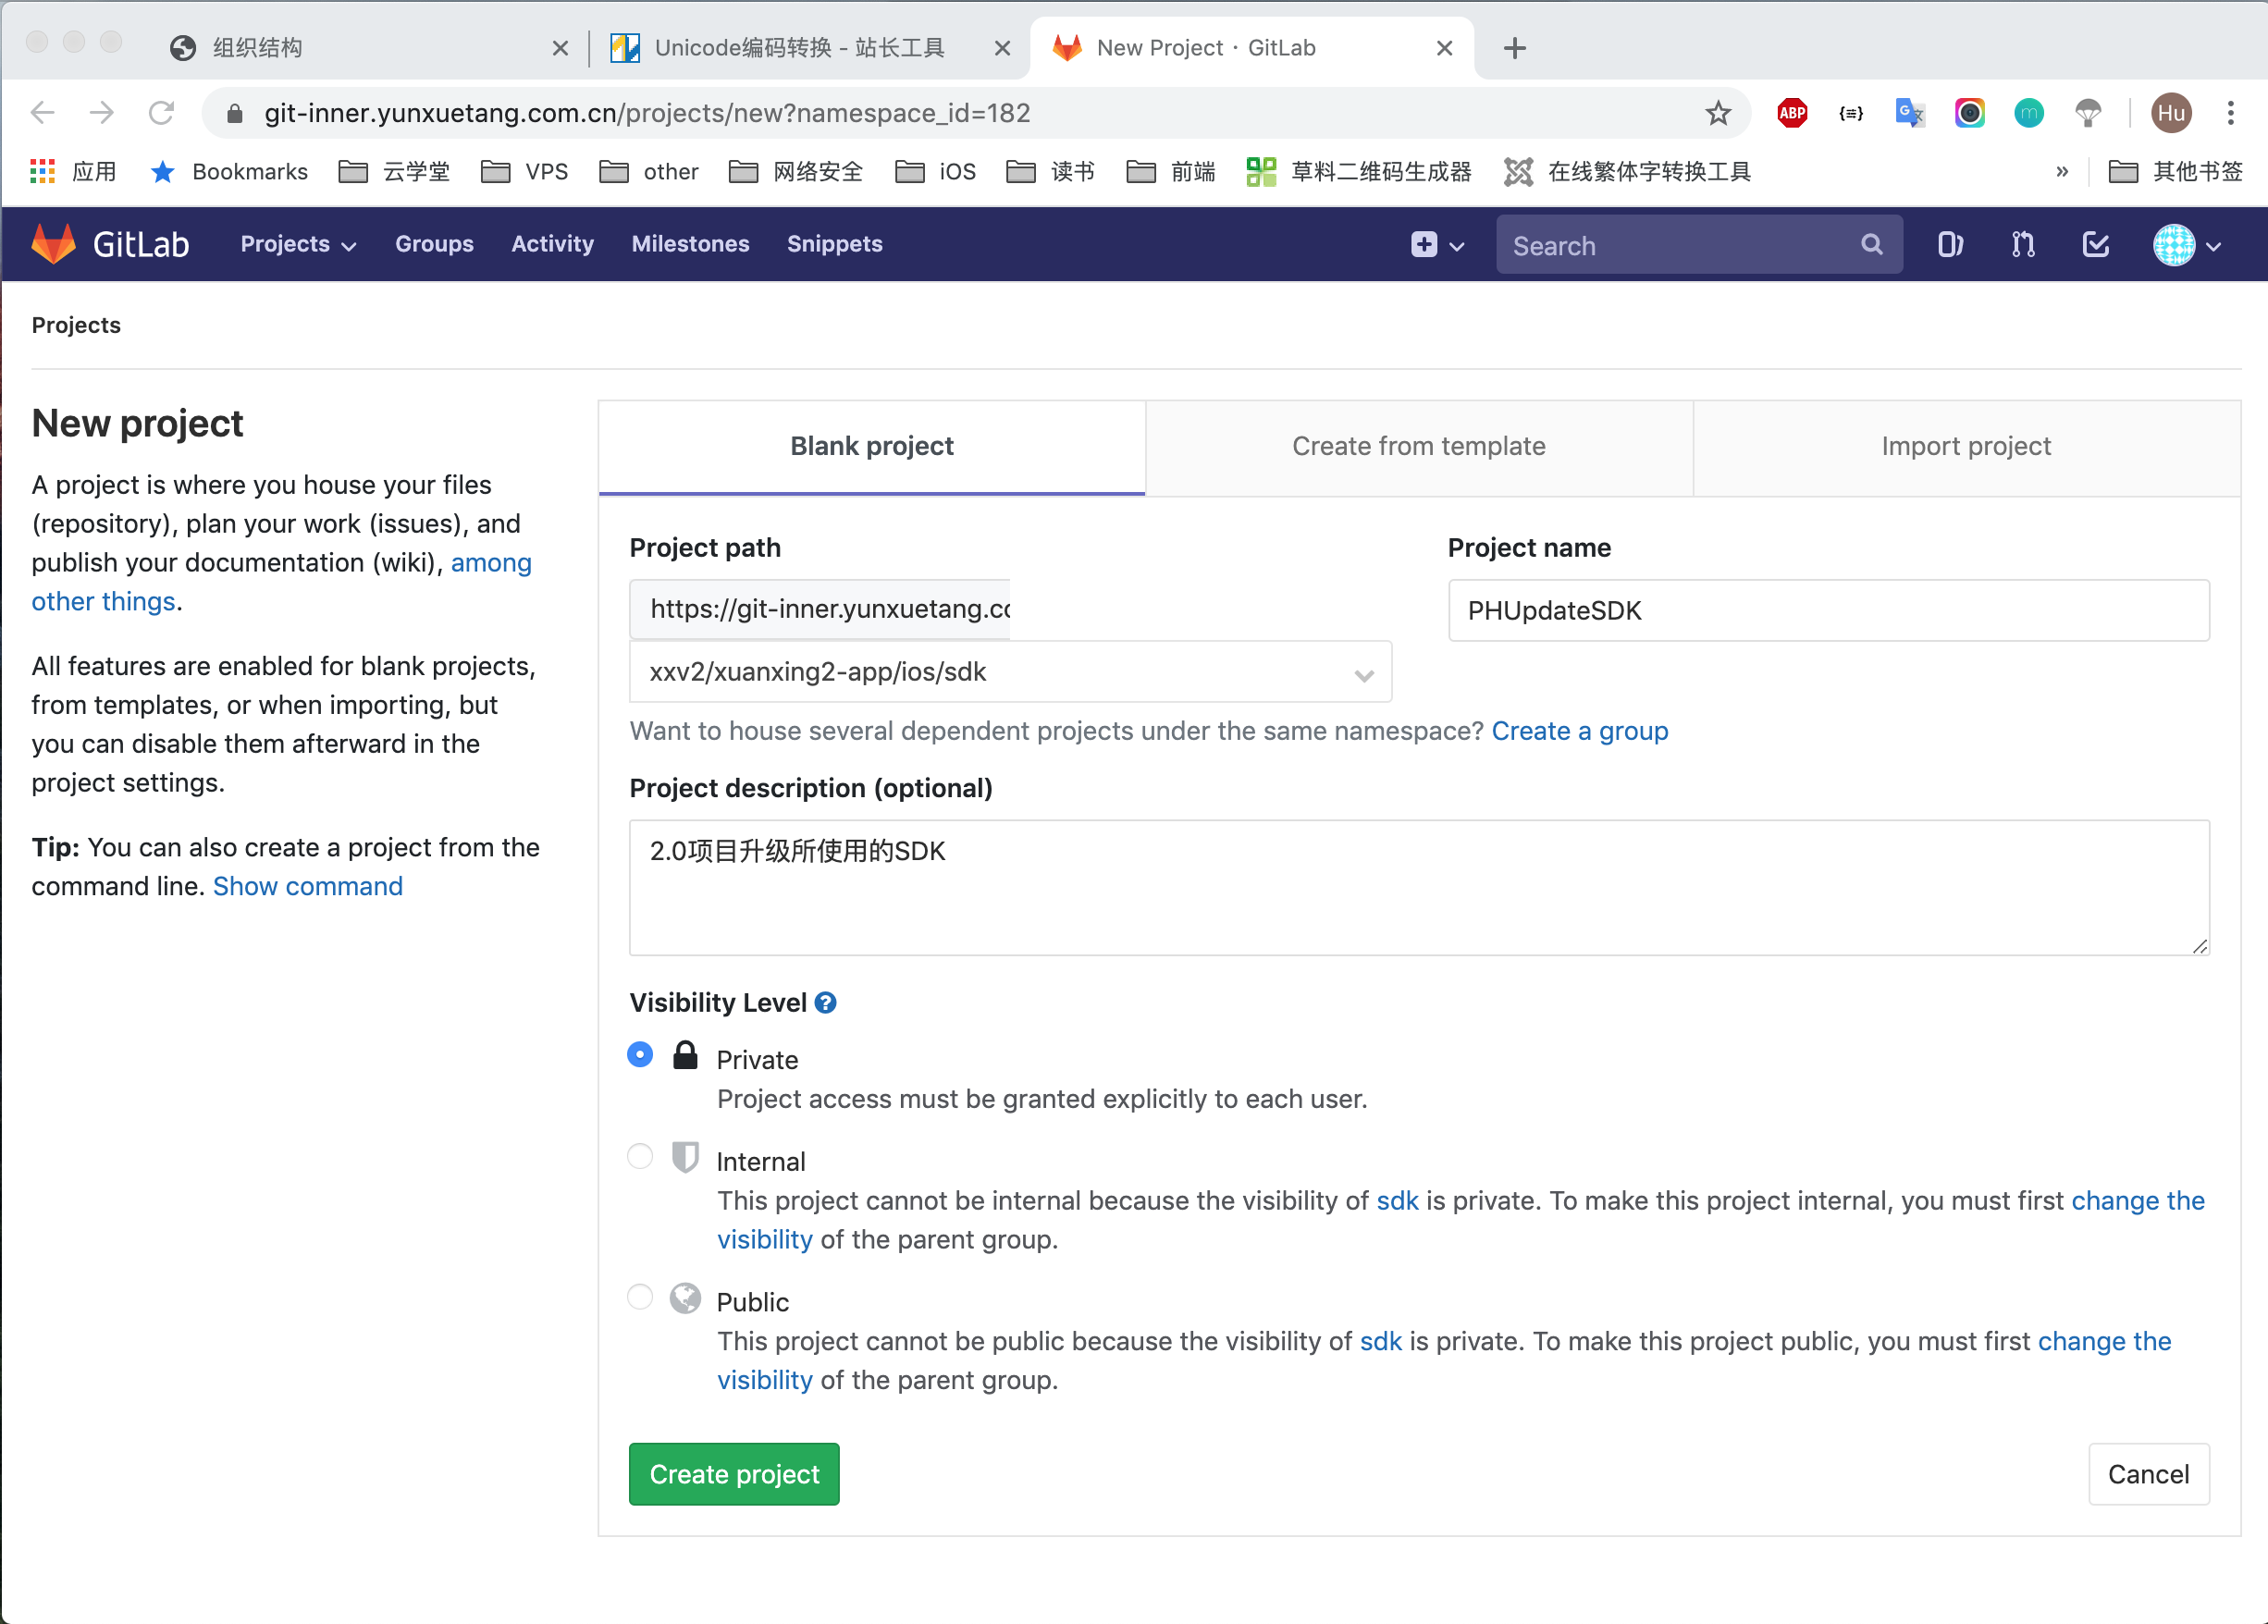 组织结构
Unicode编码转换 - 站长工具
New Project · GitLab
git-inner.yunxuetang.com.cn/projects/new?namespace_id=182
ABP
{≡}
m
Hu
应用
Bookmarks
云学堂
VPS
other
网络安全
iOS
读书
前端
草料二维码生成器
在线繁体字转换工具
»
其他书签
GitLab
Projects
Groups
Activity
Milestones
Snippets
Search
Projects
New project
A project is where you house your files
(repository), plan your work (issues), and
publish your documentation (wiki), among
other things.
All features are enabled for blank projects,
from templates, or when importing, but
you can disable them afterward in the
project settings.
Tip: You can also create a project from the
command line. Show command
Blank project
Create from template
Import project
Project path
Project name
https://git-inner.yunxuetang.co
PHUpdateSDK
xxv2/xuanxing2-app/ios/sdk
Want to house several dependent projects under the same namespace? Create a group
Project description (optional)
2.0项目升级所使用的SDK
Visibility Level ?
Private
Project access must be granted explicitly to each user.
Internal
This project cannot be internal because the visibility of sdk is private. To make this project internal, you must first change the
visibility of the parent group.
Public
This project cannot be public because the visibility of sdk is private. To make this project public, you must first change the
visibility of the parent group.
Create project
Cancel